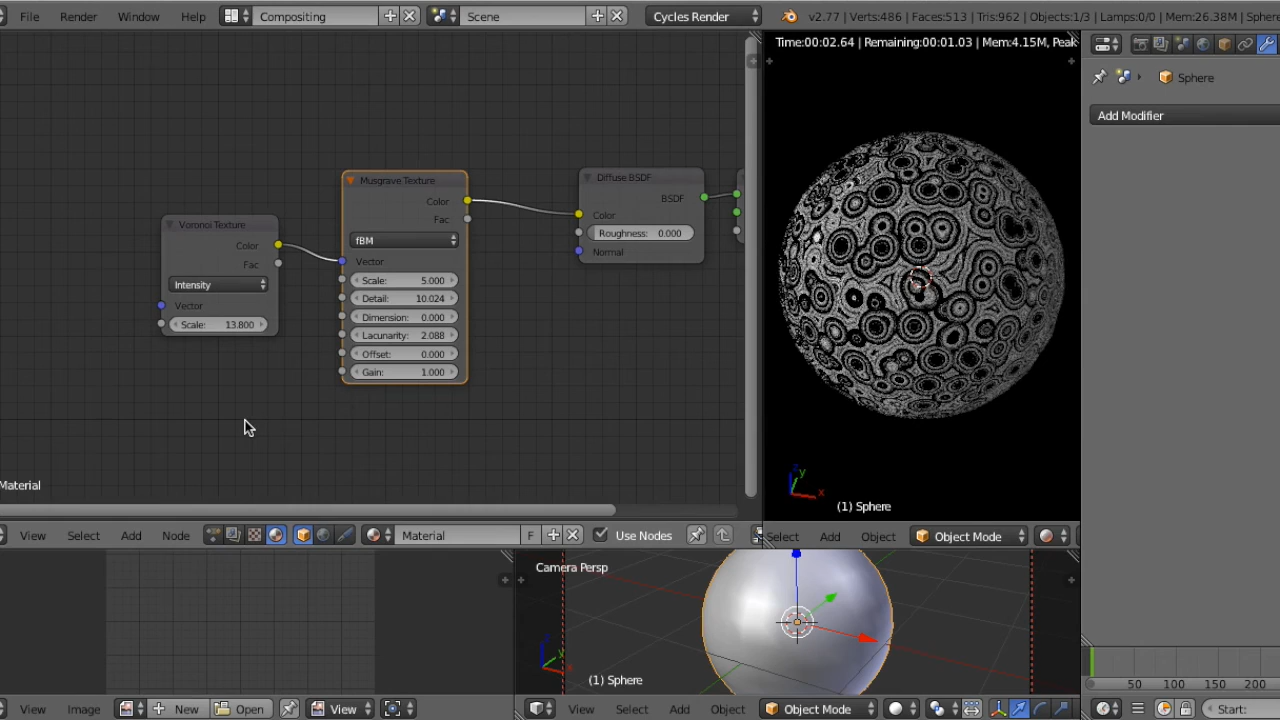 File Render Window Help Compositing Scene Cycles Render v2.77 | Verts:486 | Faces:513 | Tris:962 | Objects:1/3 | Lamps:0/0 | Mem:26.38M | Sphere
Time:00:02.64 | Remaining:00:01.03 | Mem:4.15M, Peak
Sphere
Add Modifier
Voronoi Texture
Color
Fac
Intensity
Vector
Scale: 13.800
Musgrave Texture
Color
Fac
fBM
Vector
Scale: 5.000
Detail: 10.024
Dimension: 0.000
Lacunarity: 2.088
Offset: 0.000
Gain: 1.000
Diffuse BSDF
BSDF
Color
Roughness: 0.000
Normal
Material
z
y
x
(1) Sphere
View Select Add Node Material F Use Nodes
Select Add Object Object Mode
Camera Persp
(1) Sphere
50 100 150 200
View Image New Open View
View Select Add Object Object Mode
Start: